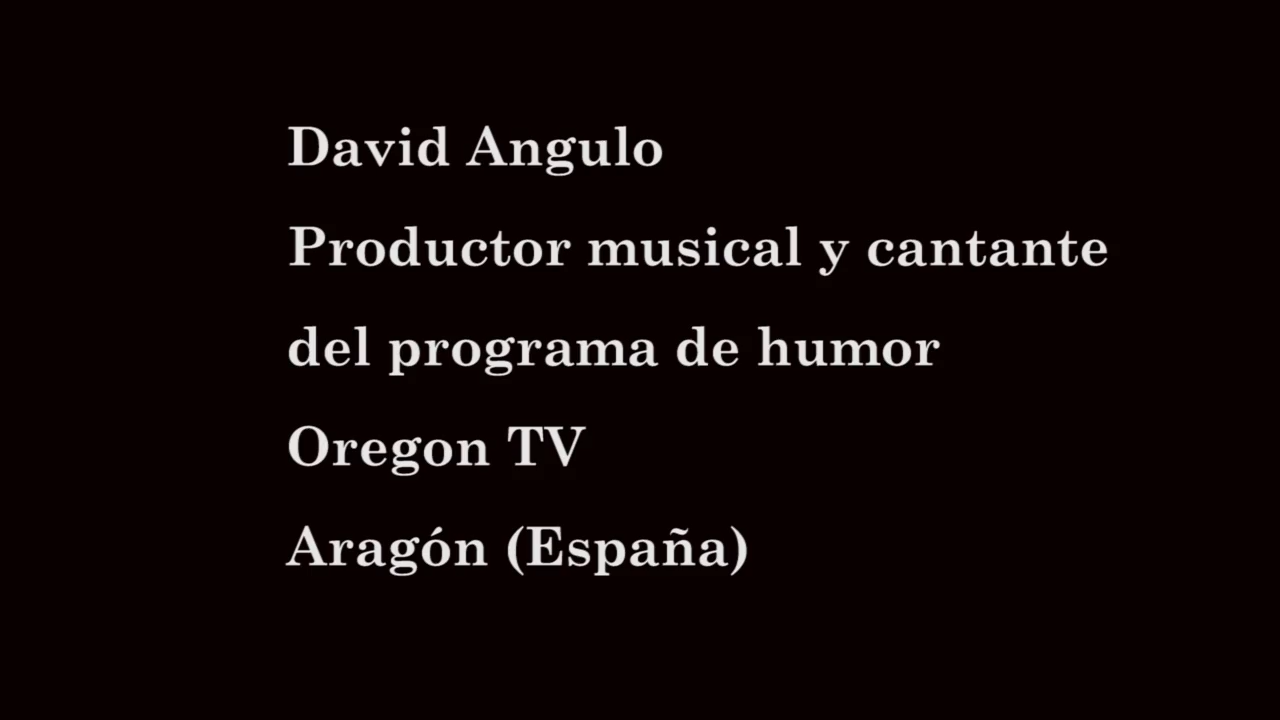 David Angulo
Productor musical y cantante
del programa de humor
Oregon TV
Aragón (España)